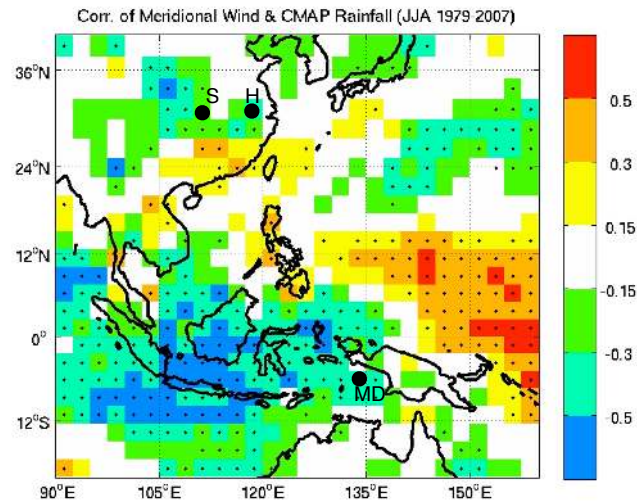 Corr. of Meridional Wind & CMAP Rainfall (JJA 1979-2007)
36°N
24°N
12°N
0°
12°S
90°E
105°E
120°E
135°E
150°E
S
H
MD
0.5
0.3
0.15
-0.15
-0.3
-0.5